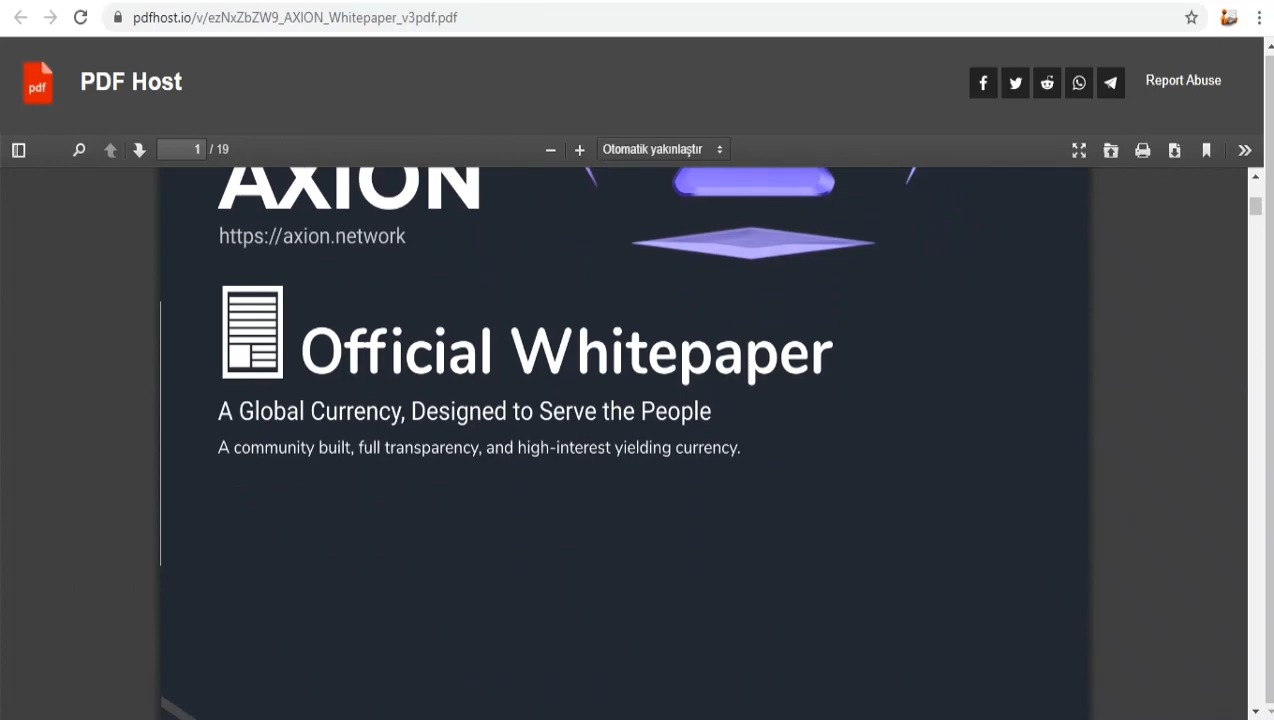 pdfhost.io/v/ezNxZbZW9_AXION_Whitepaper_v3pdf.pdf
pdf
PDF Host
Report Abuse
1 / 19
Otomatik yakınlaştır
AXION
https://axion.network
Official Whitepaper
A Global Currency, Designed to Serve the People
A community built, full transparency, and high-interest yielding currency.